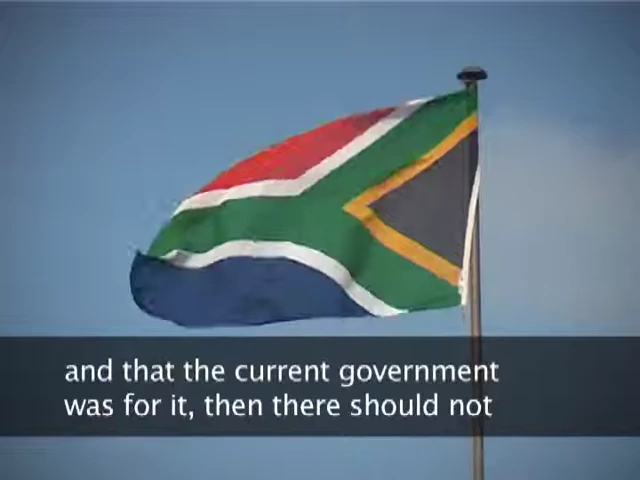 and that the current government
was for it, then there should not